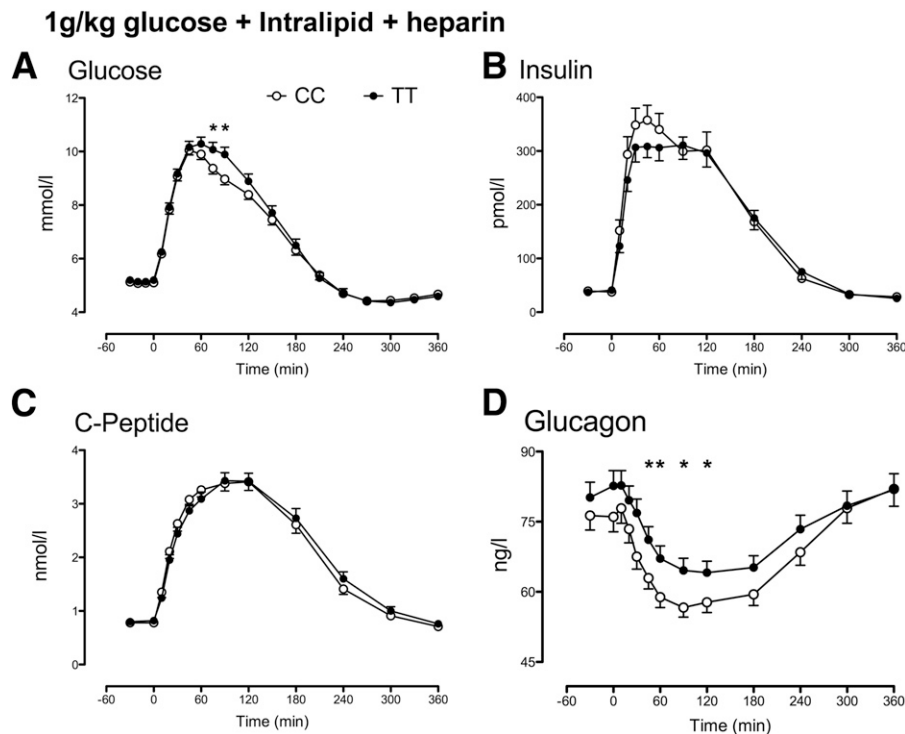 1g/kg glucose + Intralipid + heparin
A Glucose
CC TT
**
mmol/l
12
10
8
6
4
-60 0 60 120 180 240 300 360
Time (min)
B Insulin
pmol/l
400
300
200
100
0
-60 0 60 120 180 240 300 360
Time (min)
C C-Peptide
nmol/l
4
3
2
1
0
-60 0 60 120 180 240 300 360
Time (min)
D Glucagon
** * *
ng/l
90
75
60
45
-60 0 60 120 180 240 300 360
Time (min)